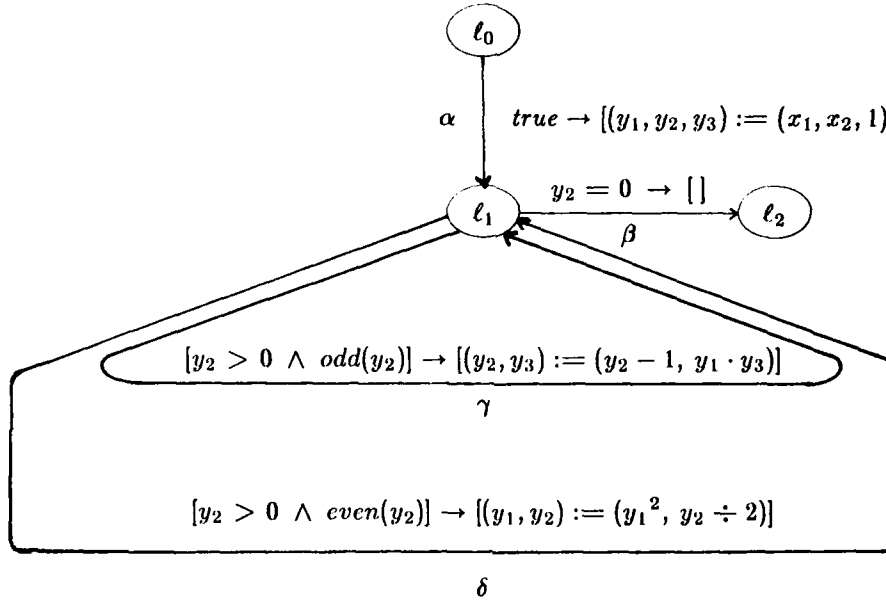 ℓ₀
α true → [(y₁, y₂, y₃) := (x₁, x₂, 1)
ℓ₁ y₂ = 0 → [ ] ℓ₂
β
[y₂ > 0 ∧ odd(y₂)] → [(y₂, y₃) := (y₂ − 1, y₁ · y₃)]
γ
[y₂ > 0 ∧ even(y₂)] → [(y₁, y₂) := (y₁², y₂ ÷ 2)]
δ